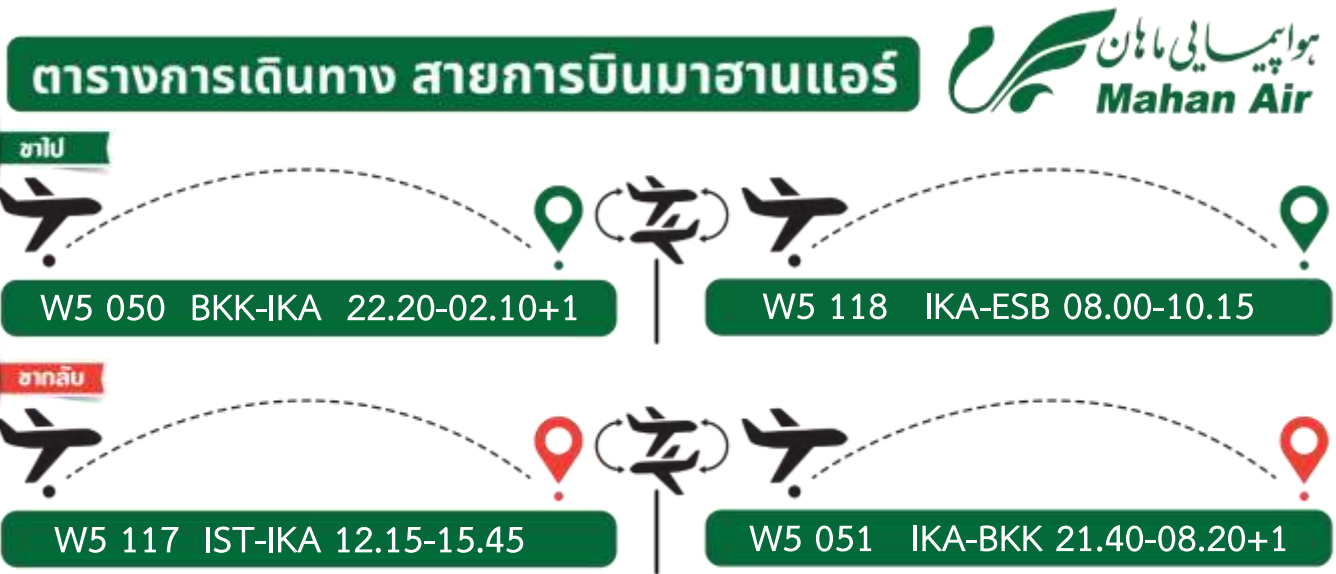 ตารางการเดินทาง สายการบินมาฮานแอร์
هواپیمایی ماهان
Mahan Air
ขาไป
W5 050 BKK-IKA 22.20-02.10+1
W5 118 IKA-ESB 08.00-10.15
ขากลับ
W5 117 IST-IKA 12.15-15.45
W5 051 IKA-BKK 21.40-08.20+1